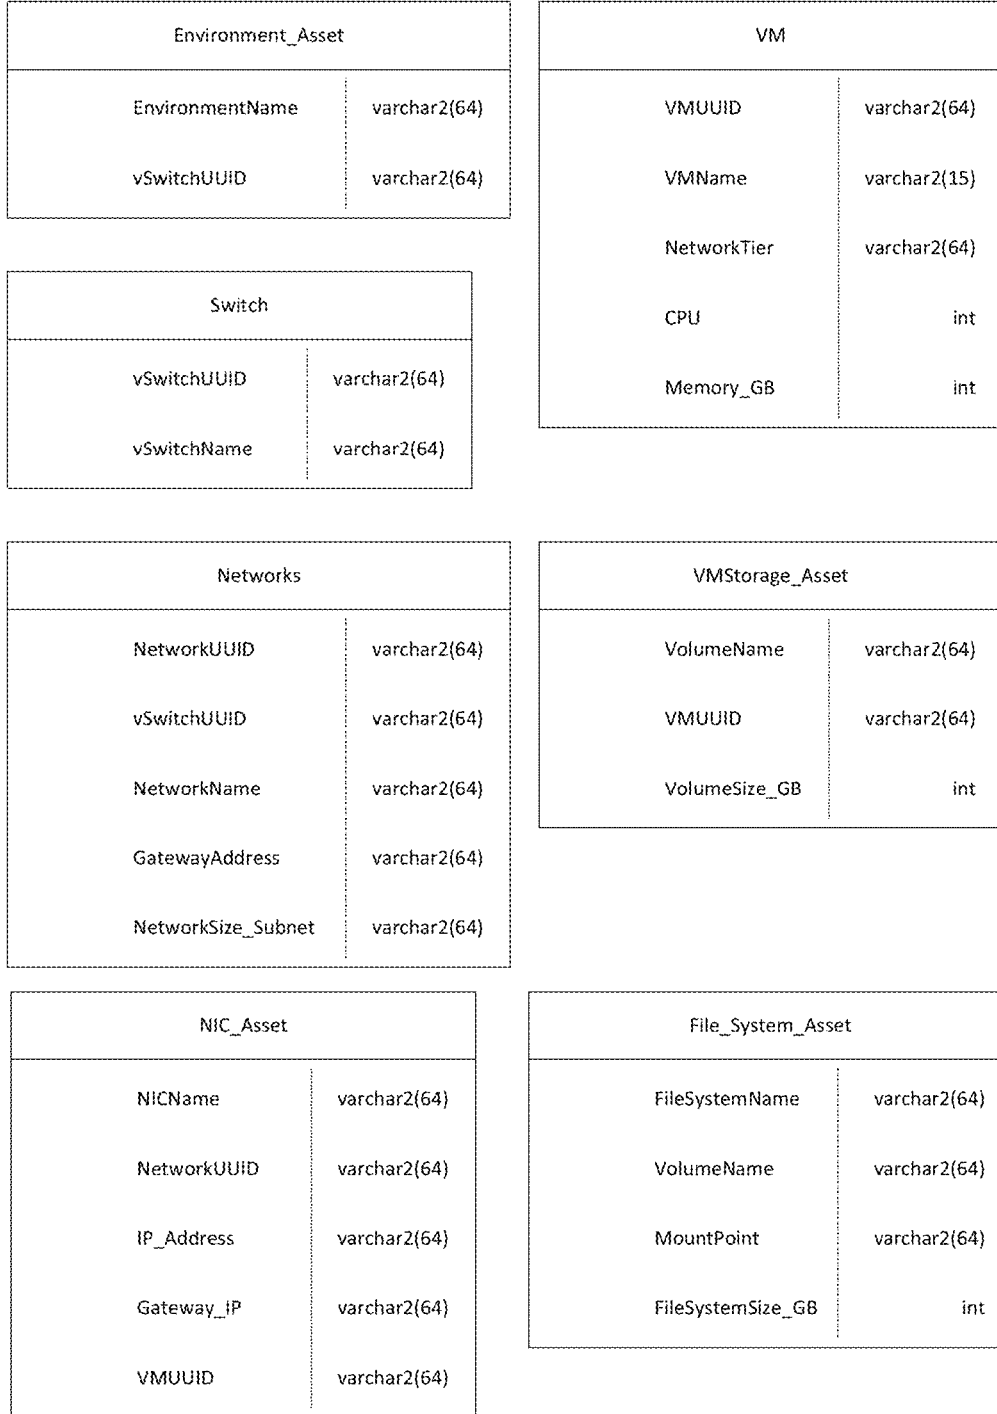 Environment_Asset
EnvironmentName varchar2(64)
vSwitchUUID varchar2(64)
VM
VMUUID varchar2(64)
VMName varchar2(15)
NetworkTier varchar2(64)
CPU int
Memory_GB int
Switch
vSwitchUUID varchar2(64)
vSwitchName varchar2(64)
Networks
NetworkUUID varchar2(64)
vSwitchUUID varchar2(64)
NetworkName varchar2(64)
GatewayAddress varchar2(64)
NetworkSize_Subnet varchar2(64)
VMStorage_Asset
VolumeName varchar2(64)
VMUUID varchar2(64)
VolumeSize_GB int
NIC_Asset
NICName varchar2(64)
NetworkUUID varchar2(64)
IP_Address varchar2(64)
Gateway_IP varchar2(64)
VMUUID varchar2(64)
File_System_Asset
FileSystemName varchar2(64)
VolumeName varchar2(64)
MountPoint varchar2(64)
FileSystemSize_GB int